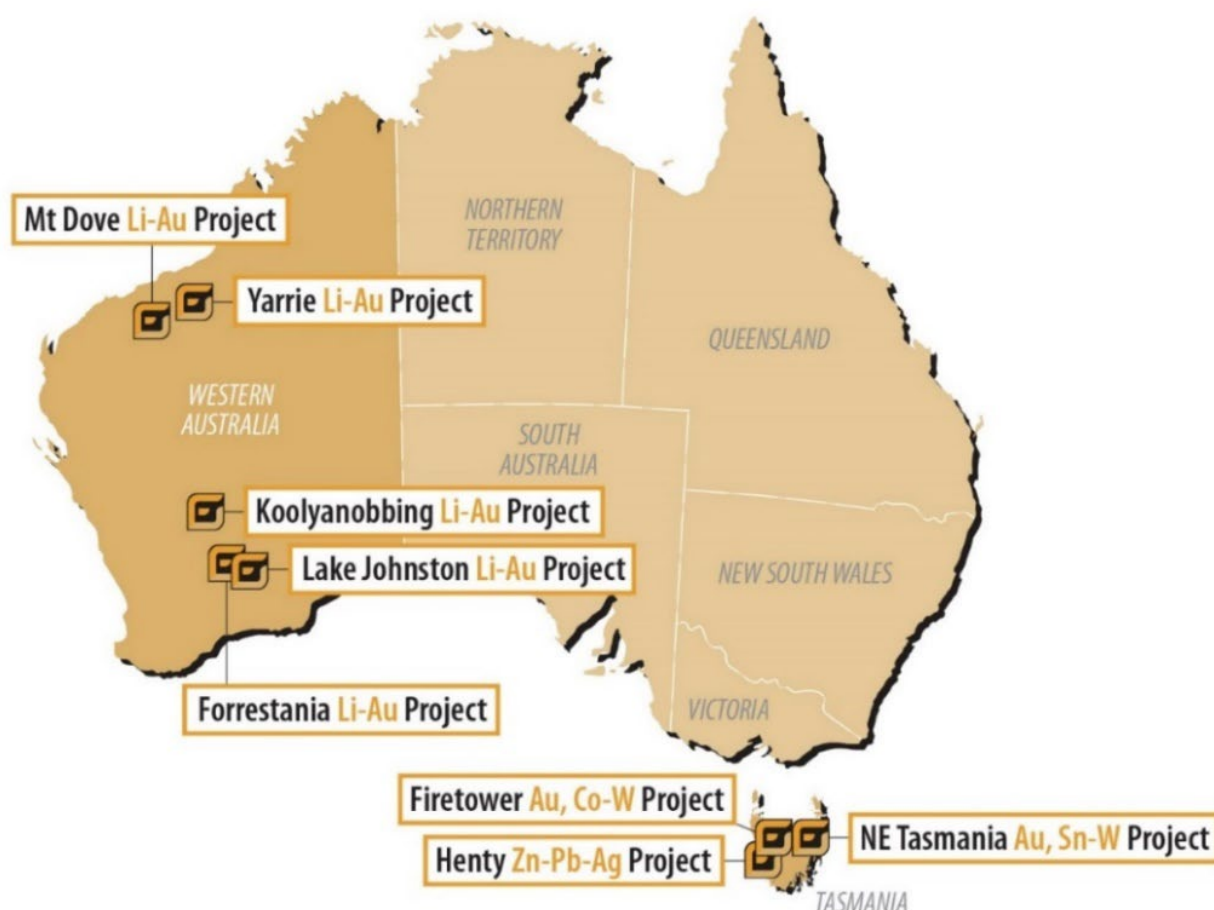 Mt Dove Li-Au Project
NORTHERN
TERRITORY
Yarrie Li-Au Project
QUEENSLAND
WESTERN
AUSTRALIA
SOUTH
AUSTRALIA
Koolyanobbing Li-Au Project
Lake Johnston Li-Au Project
NEW SOUTH WALES
Forrestania Li-Au Project
VICTORIA
Firetower Au, Co-W Project
NE Tasmania Au, Sn-W Project
Henty Zn-Pb-Ag Project
TASMANIA